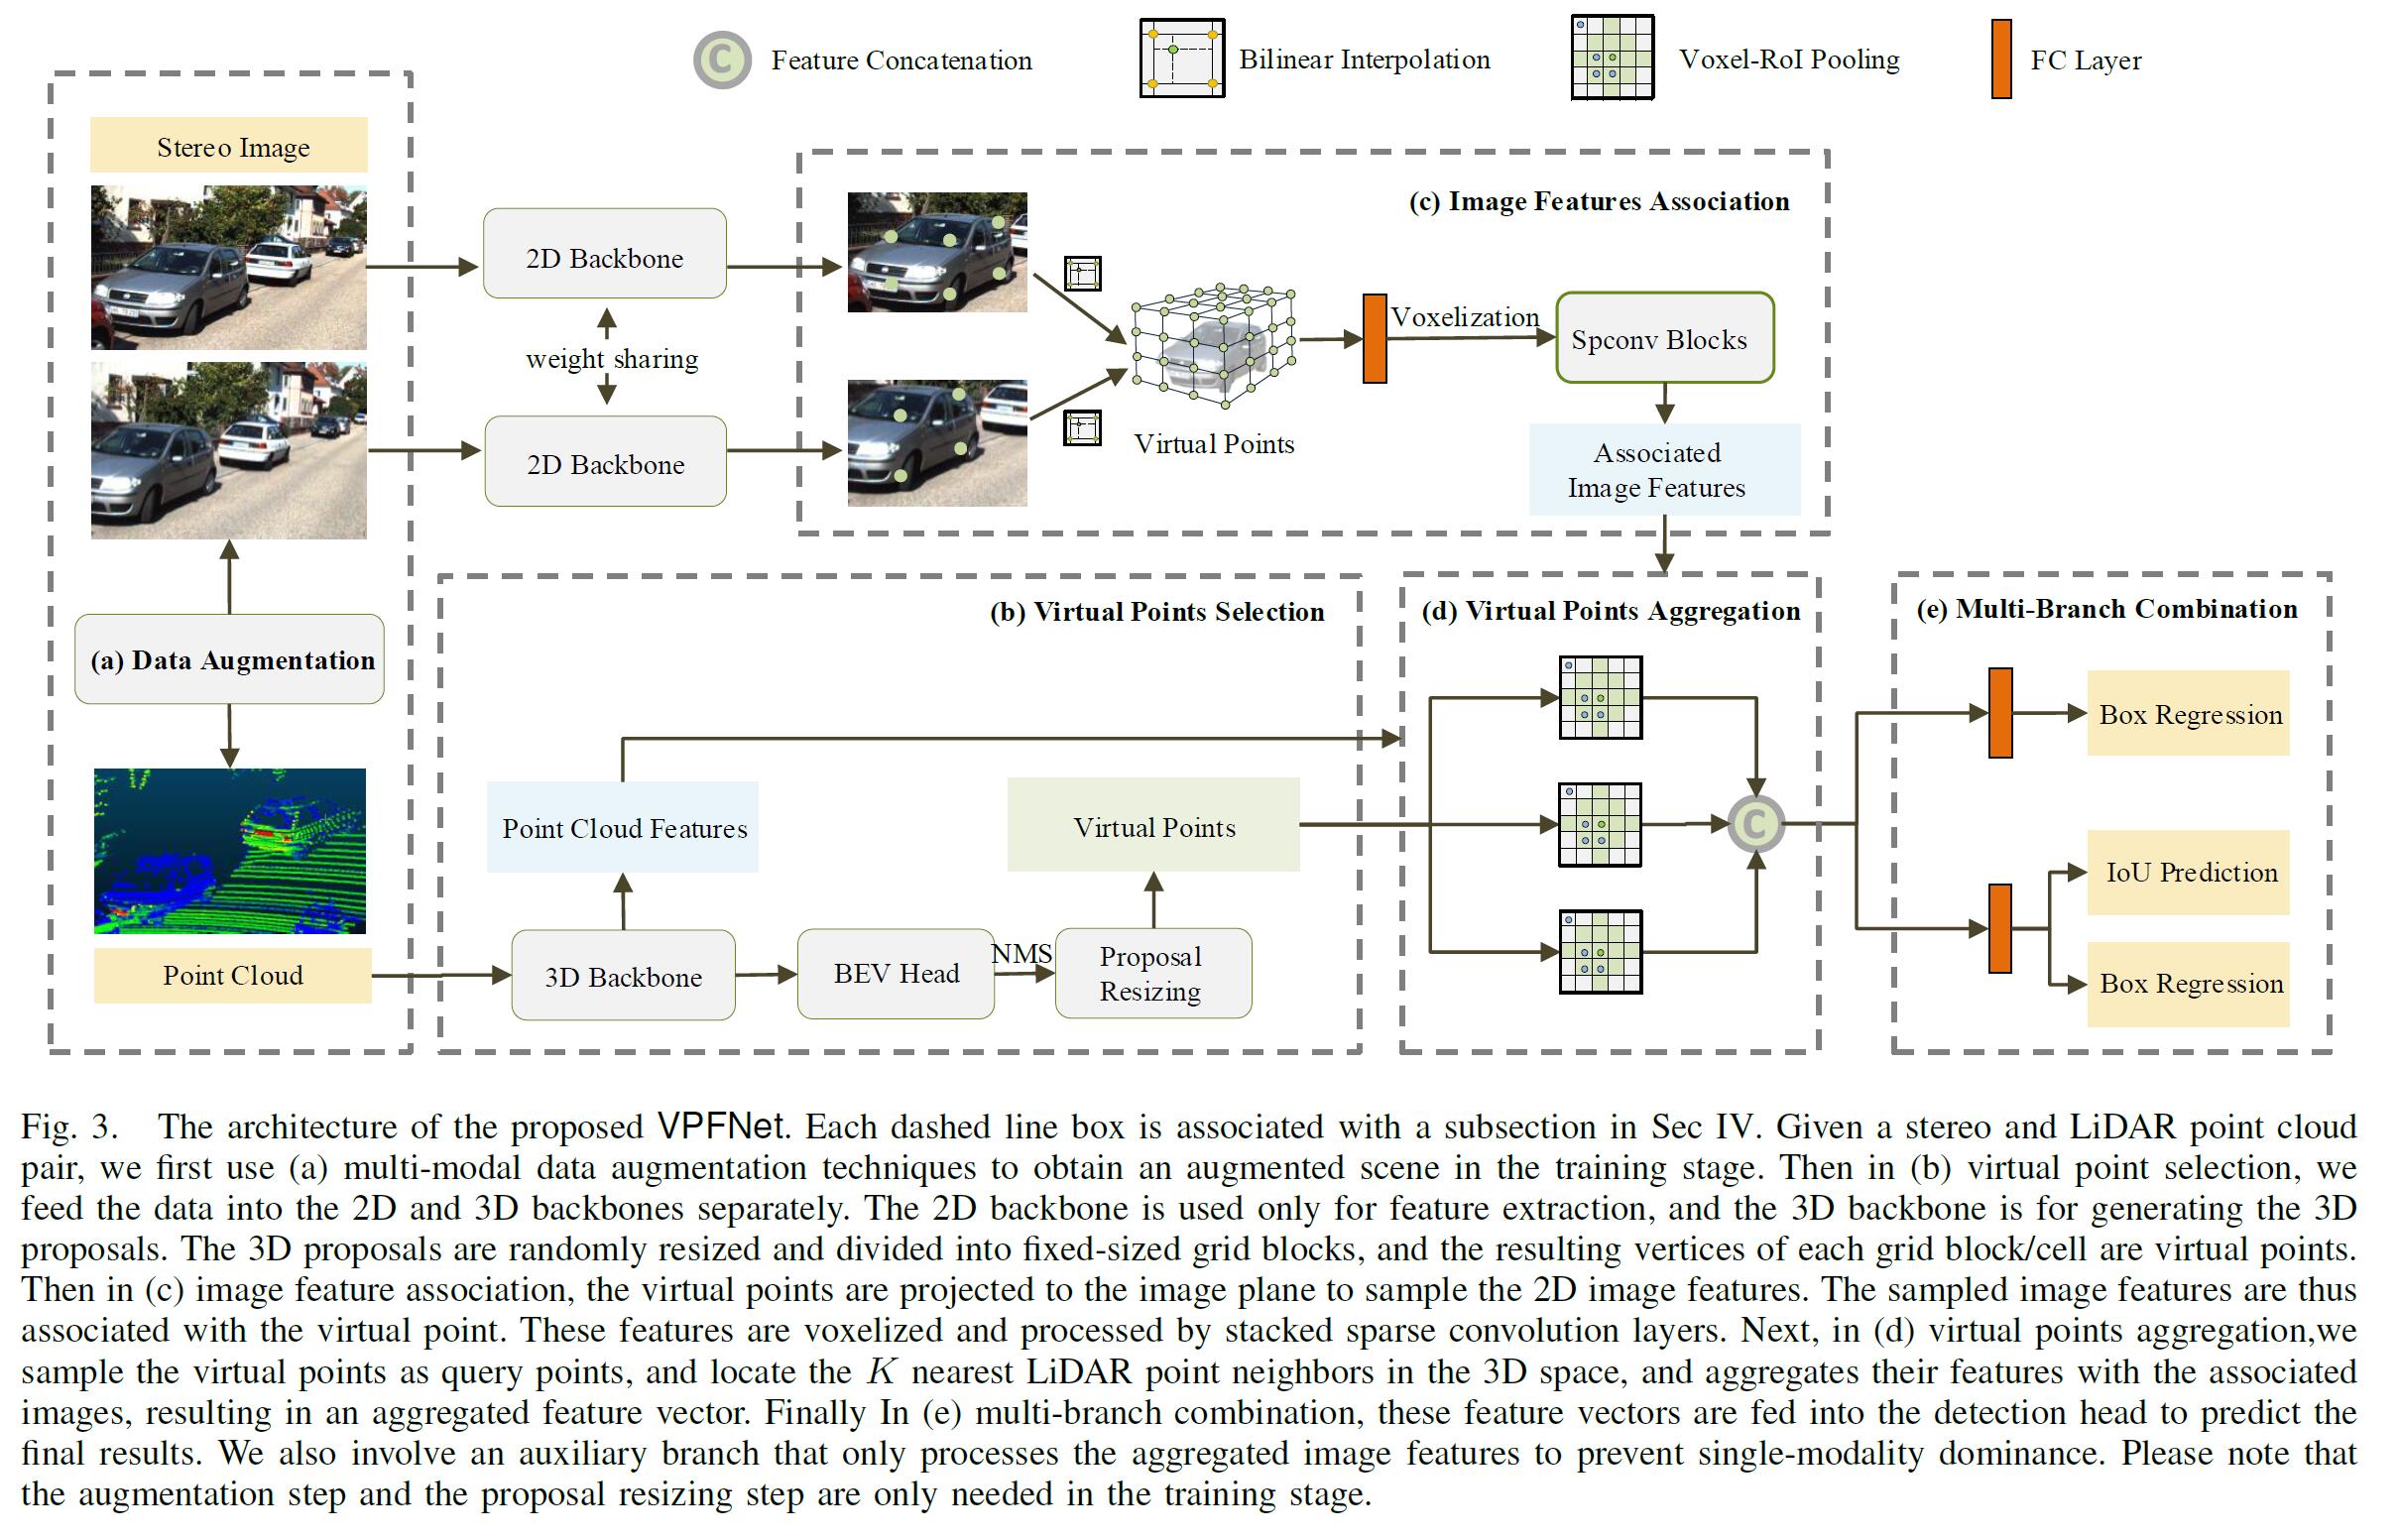 C
Feature Concatenation
Bilinear Interpolation
Voxel-RoI Pooling
FC Layer
Stereo Image
2D Backbone
weight sharing
2D Backbone
(c) Image Features Association
Virtual Points
Voxelization
Spconv Blocks
Associated
Image Features
(a) Data Augmentation
Point Cloud
(b) Virtual Points Selection
Point Cloud Features
Virtual Points
3D Backbone
BEV Head
NMS
Proposal
Resizing
(d) Virtual Points Aggregation
C
(e) Multi-Branch Combination
Box Regression
IoU Prediction
Box Regression
Fig. 3. The architecture of the proposed VPFNet. Each dashed line box is associated with a subsection in Sec IV. Given a stereo and LiDAR point cloud
pair, we first use (a) multi-modal data augmentation techniques to obtain an augmented scene in the training stage. Then in (b) virtual point selection, we
feed the data into the 2D and 3D backbones separately. The 2D backbone is used only for feature extraction, and the 3D backbone is for generating the 3D
proposals. The 3D proposals are randomly resized and divided into fixed-sized grid blocks, and the resulting vertices of each grid block/cell are virtual points.
Then in (c) image feature association, the virtual points are projected to the image plane to sample the 2D image features. The sampled image features are thus
associated with the virtual point. These features are voxelized and processed by stacked sparse convolution layers. Next, in (d) virtual points aggregation,we
sample the virtual points as query points, and locate the K nearest LiDAR point neighbors in the 3D space, and aggregates their features with the associated
images, resulting in an aggregated feature vector. Finally In (e) multi-branch combination, these feature vectors are fed into the detection head to predict the
final results. We also involve an auxiliary branch that only processes the aggregated image features to prevent single-modality dominance. Please note that
the augmentation step and the proposal resizing step are only needed in the training stage.